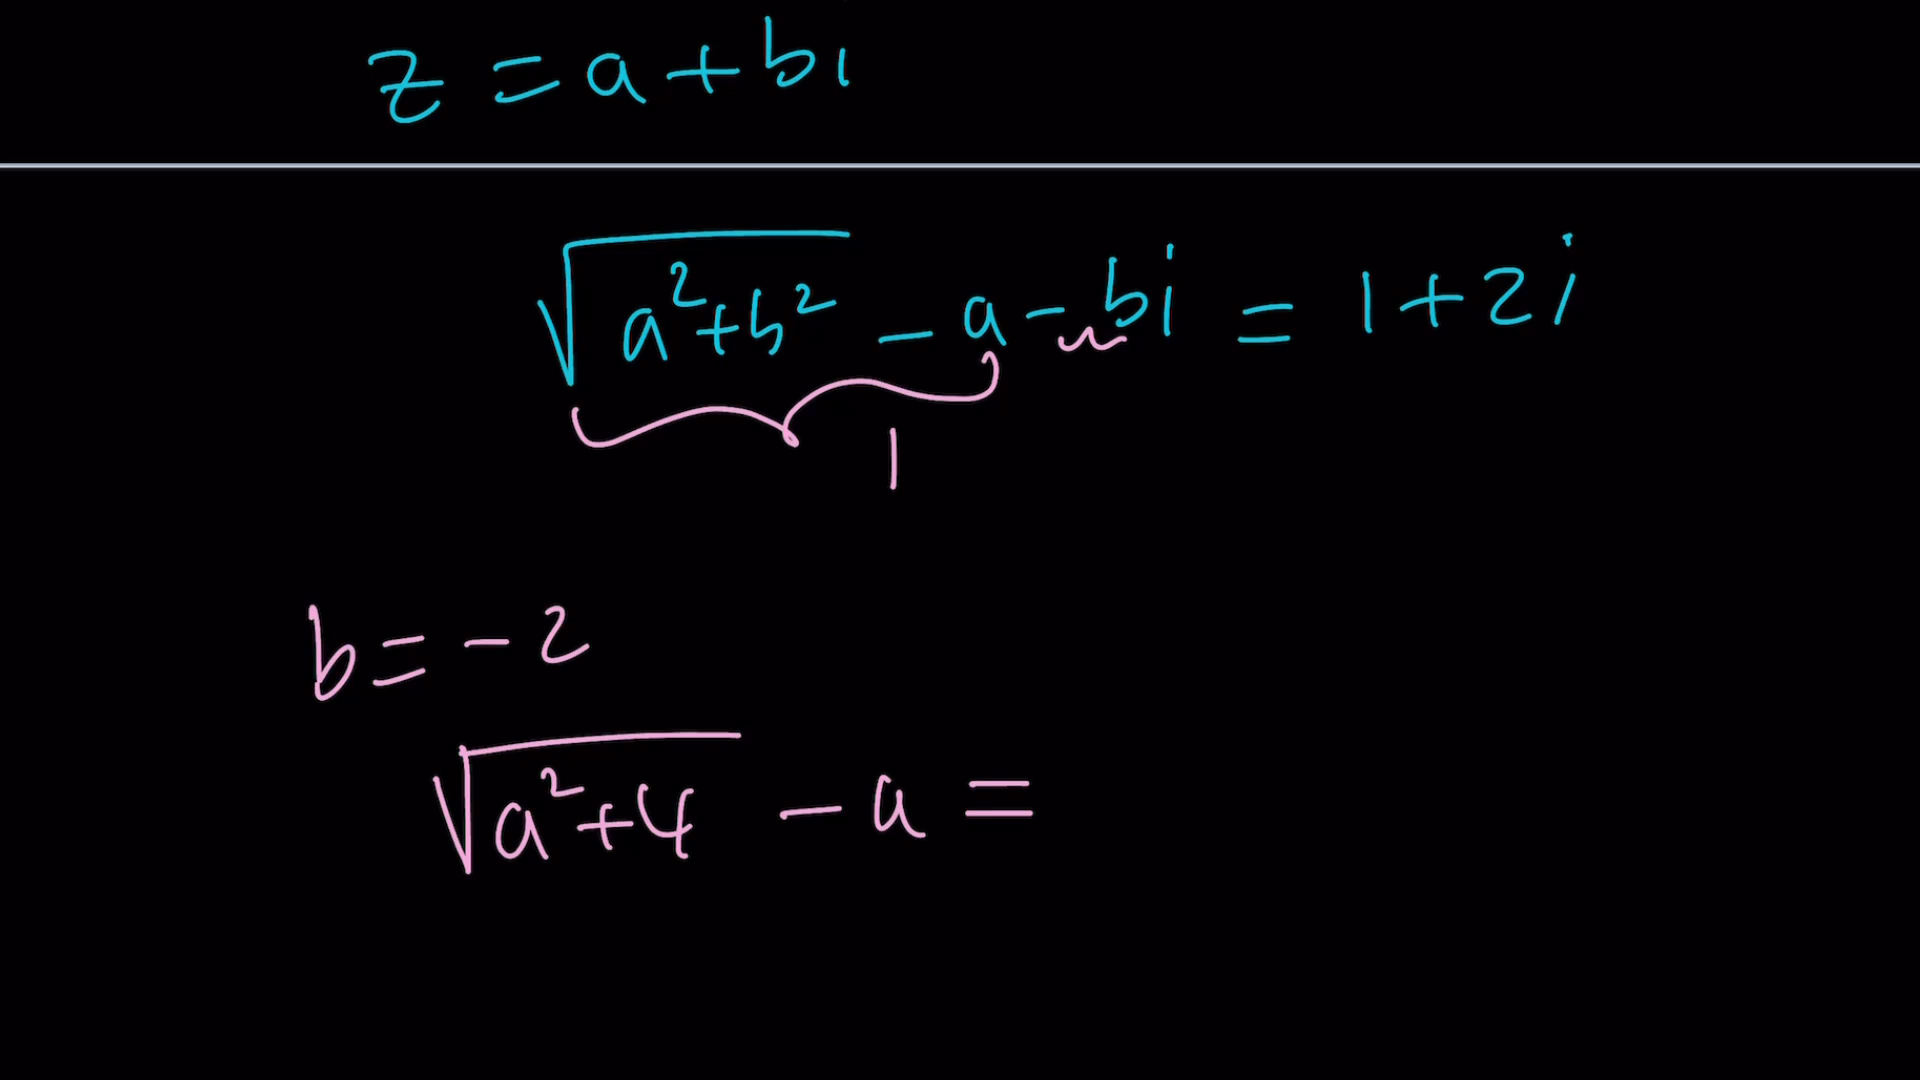 z = a + bi
√(a² + b²) - a - bi = 1 + 2i
1
b = -2
√(a² + 4) - a =